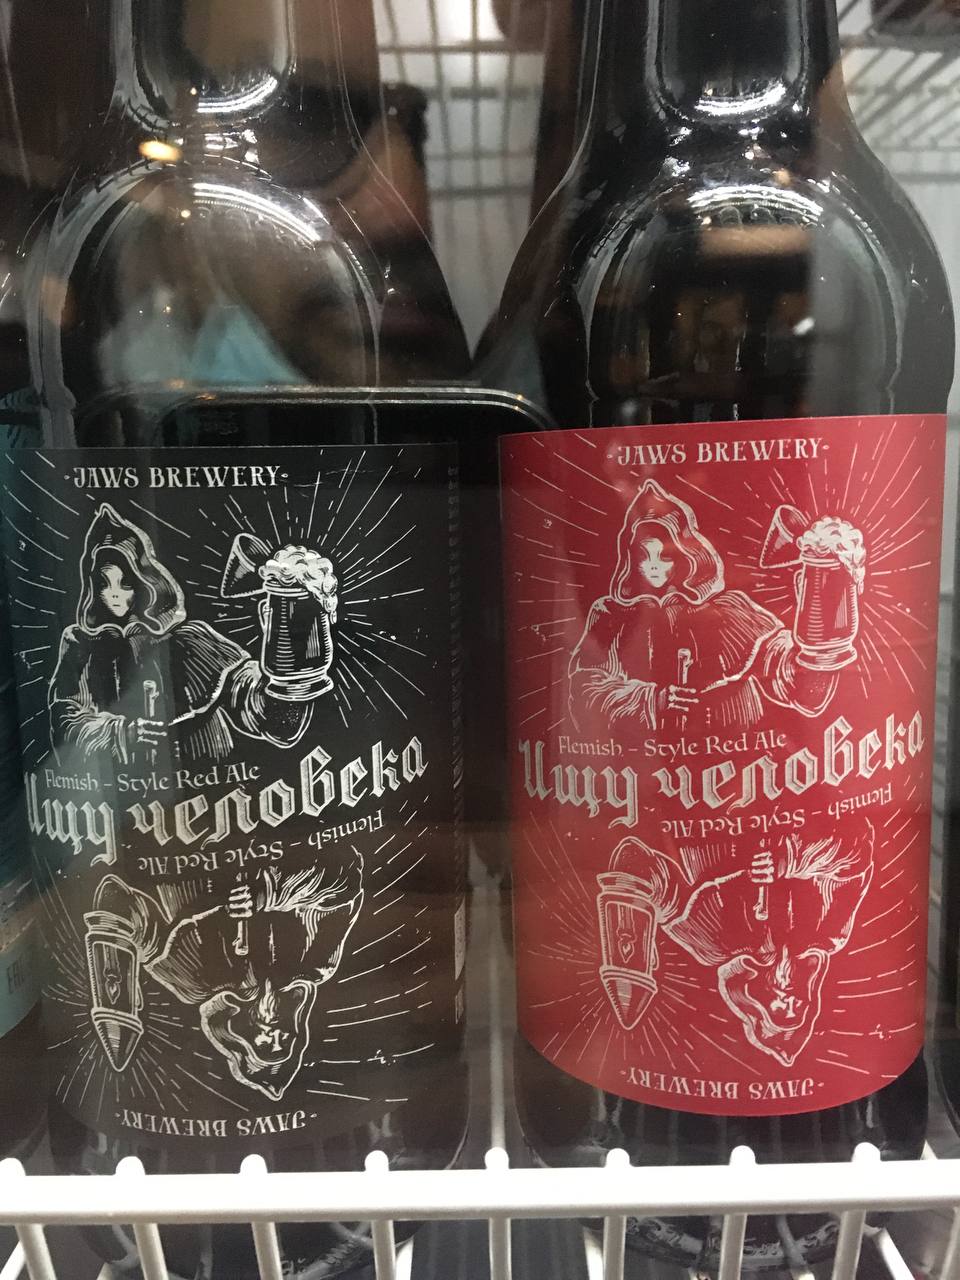 ·JAWS BREWERY·
Flemish - Style Red Ale
Ищу человека
Flemish - Style Red Ale
·JAWS BREWERY·
·JAWS BREWERY·
Flemish - Style Red Ale
Ищу человека
Flemish - Style Red Ale
·JAWS BREWERY·